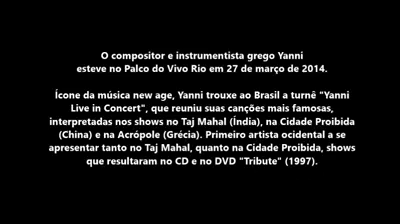 O compositor e instrumentista grego Yanni
esteve no Palco do Vivo Rio em 27 de março de 2014.
Ícone da música new age, Yanni trouxe ao Brasil a turnê "Yanni
Live in Concert", que reuniu suas canções mais famosas,
interpretadas nos shows no Taj Mahal (Índia), na Cidade Proibida
(China) e na Acrópole (Grécia). Primeiro artista ocidental a se
apresentar tanto no Taj Mahal, quanto na Cidade Proibida, shows
que resultaram no CD e no DVD "Tribute" (1997).